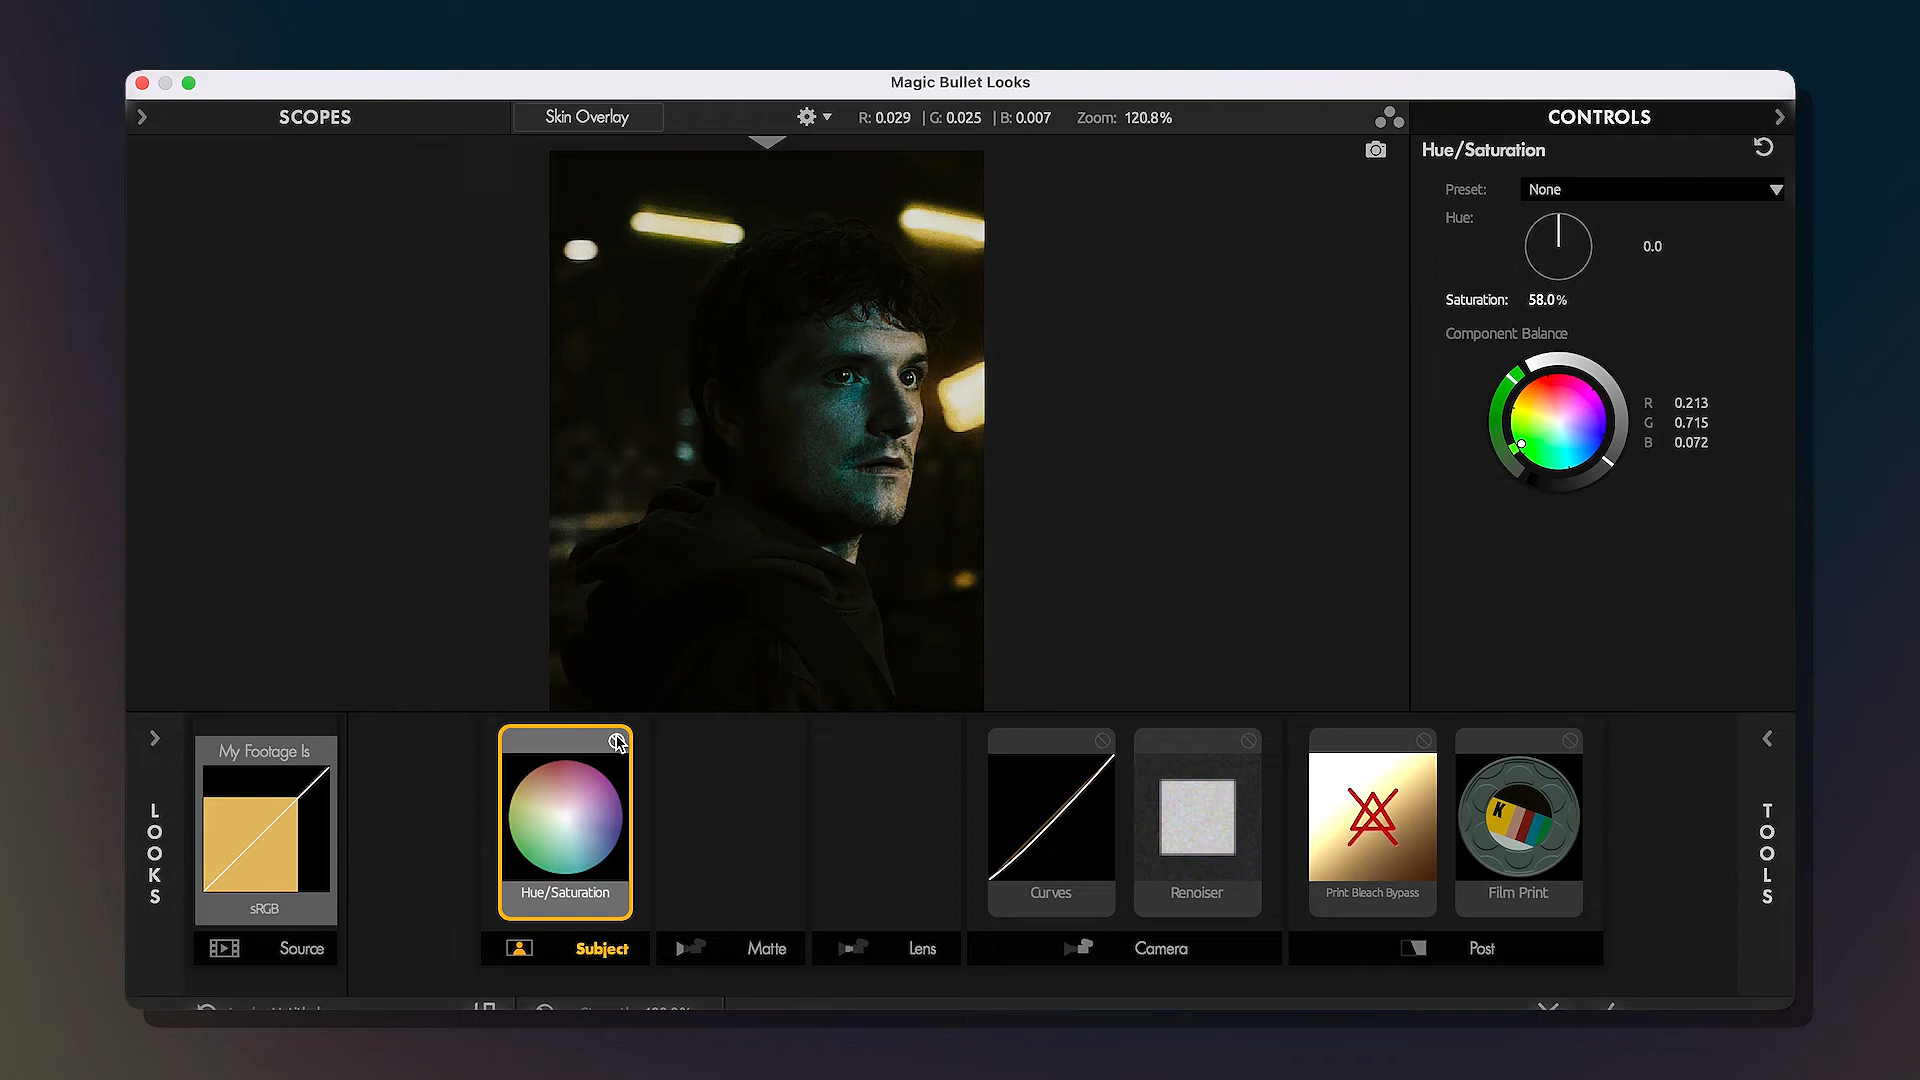 Magic Bullet Looks
SCOPES
Skin Overlay
R: 0.029 | G: 0.025 | B: 0.007
Zoom: 120.8%
CONTROLS
Hue/Saturation
Preset: None
Hue:
0.0
Saturation: 58.0%
Component Balance
R 0.213
G 0.715
B 0.072
LOOKS
My Footage Is
sRGB
Source
Hue/Saturation
Subject
Matte
Lens
Curves
Renoiser
Camera
K
Print Bleach Bypass
Film Print
Post
TOOLS